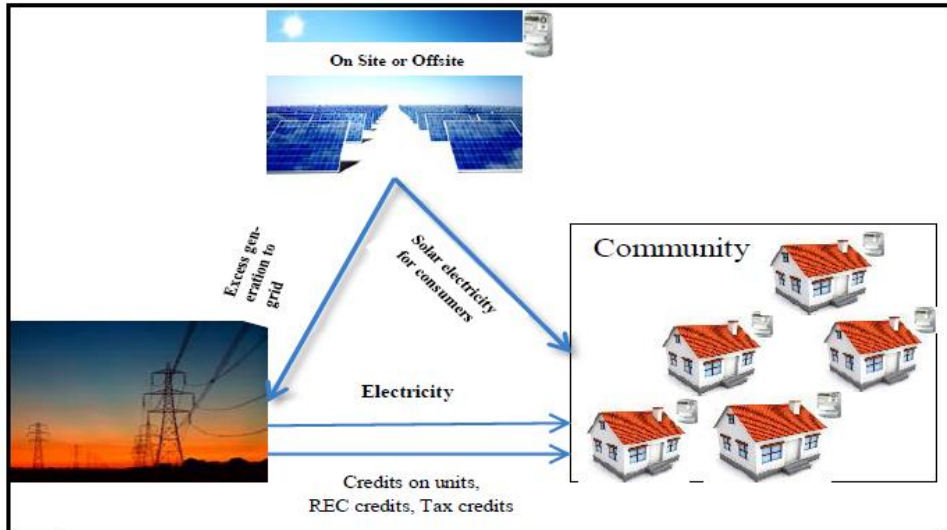 On Site or Offsite
Excess gen-
eration to
grid
Solar electricity
for consumers
Community
Electricity
Credits on units,
REC credits, Tax credits